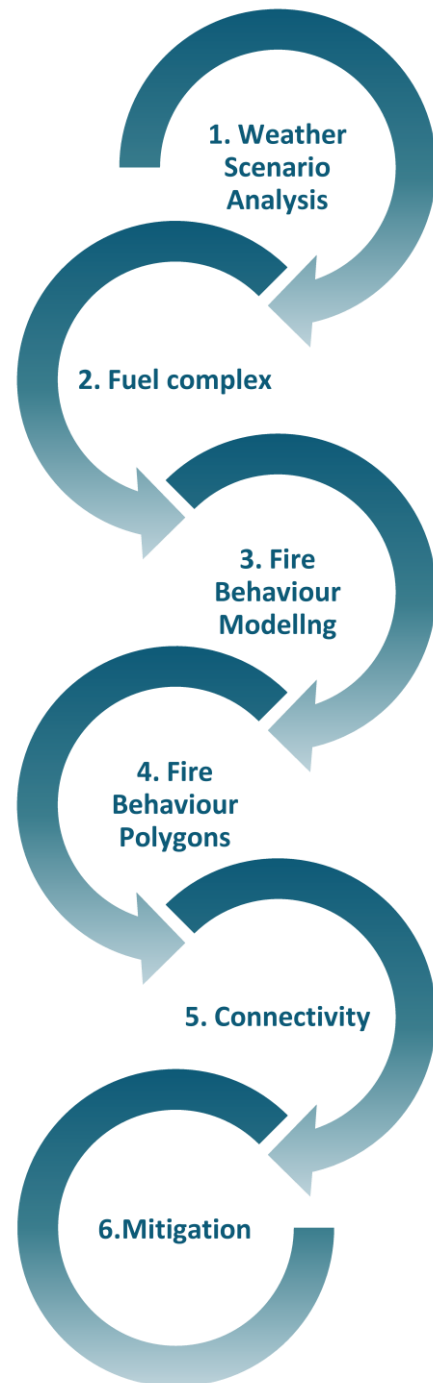 1. Weather
Scenario
Analysis
2. Fuel complex
3. Fire
Behaviour
Modellng
4. Fire
Behaviour
Polygons
5. Connectivity
6.Mitigation